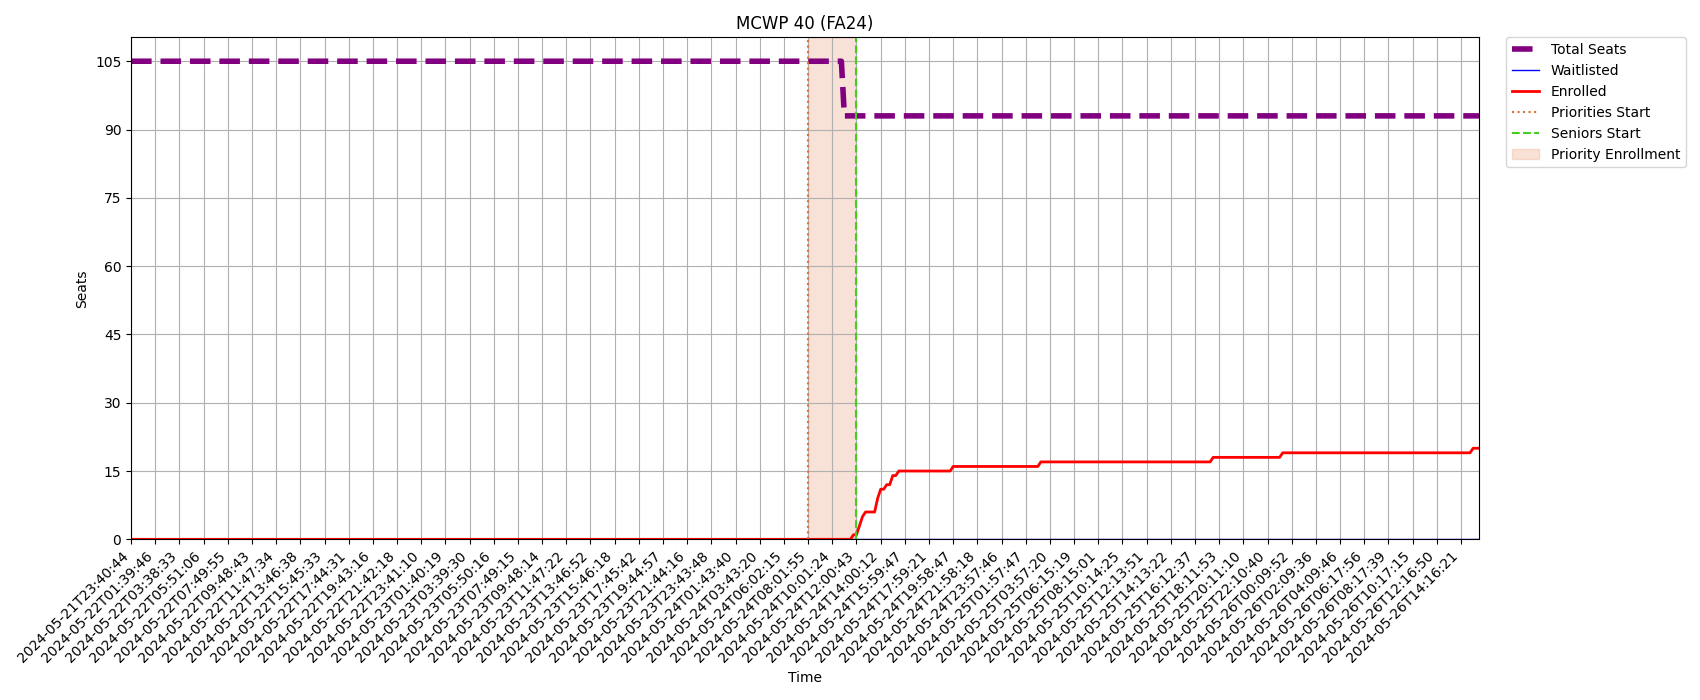 MCWP 40 (FA24)
Total Seats
Waitlisted
Enrolled
Priorities Start
Seniors Start
Priority Enrollment
Seats
105
90
75
60
45
30
15
0
2024-05-21T23:40:44
2024-05-22T01:39:46
2024-05-22T03:38:33
2024-05-22T05:51:06
2024-05-22T07:49:55
2024-05-22T09:48:43
2024-05-22T11:47:34
2024-05-22T13:46:38
2024-05-22T15:45:33
2024-05-22T17:44:31
2024-05-22T19:43:16
2024-05-22T21:42:18
2024-05-22T23:41:10
2024-05-23T01:40:19
2024-05-23T03:39:30
2024-05-23T05:50:16
2024-05-23T07:49:15
2024-05-23T09:48:14
2024-05-23T11:47:22
2024-05-23T13:46:52
2024-05-23T15:46:18
2024-05-23T17:45:42
2024-05-23T19:44:57
2024-05-23T21:44:16
2024-05-23T23:43:48
2024-05-24T01:43:40
2024-05-24T03:43:20
2024-05-24T06:02:15
2024-05-24T08:01:55
2024-05-24T10:01:24
2024-05-24T12:00:43
2024-05-24T14:00:12
2024-05-24T15:59:47
2024-05-24T17:59:21
2024-05-24T19:58:47
2024-05-24T21:58:18
2024-05-24T23:57:46
2024-05-25T01:57:47
2024-05-25T03:57:20
2024-05-25T06:15:19
2024-05-25T08:15:01
2024-05-25T10:14:25
2024-05-25T12:13:51
2024-05-25T14:13:22
2024-05-25T16:12:37
2024-05-25T18:11:53
2024-05-25T20:11:10
2024-05-25T22:10:40
2024-05-26T00:09:52
2024-05-26T02:09:36
2024-05-26T04:09:46
2024-05-26T06:17:56
2024-05-26T08:17:39
2024-05-26T10:17:15
2024-05-26T12:16:50
2024-05-26T14:16:21
Time